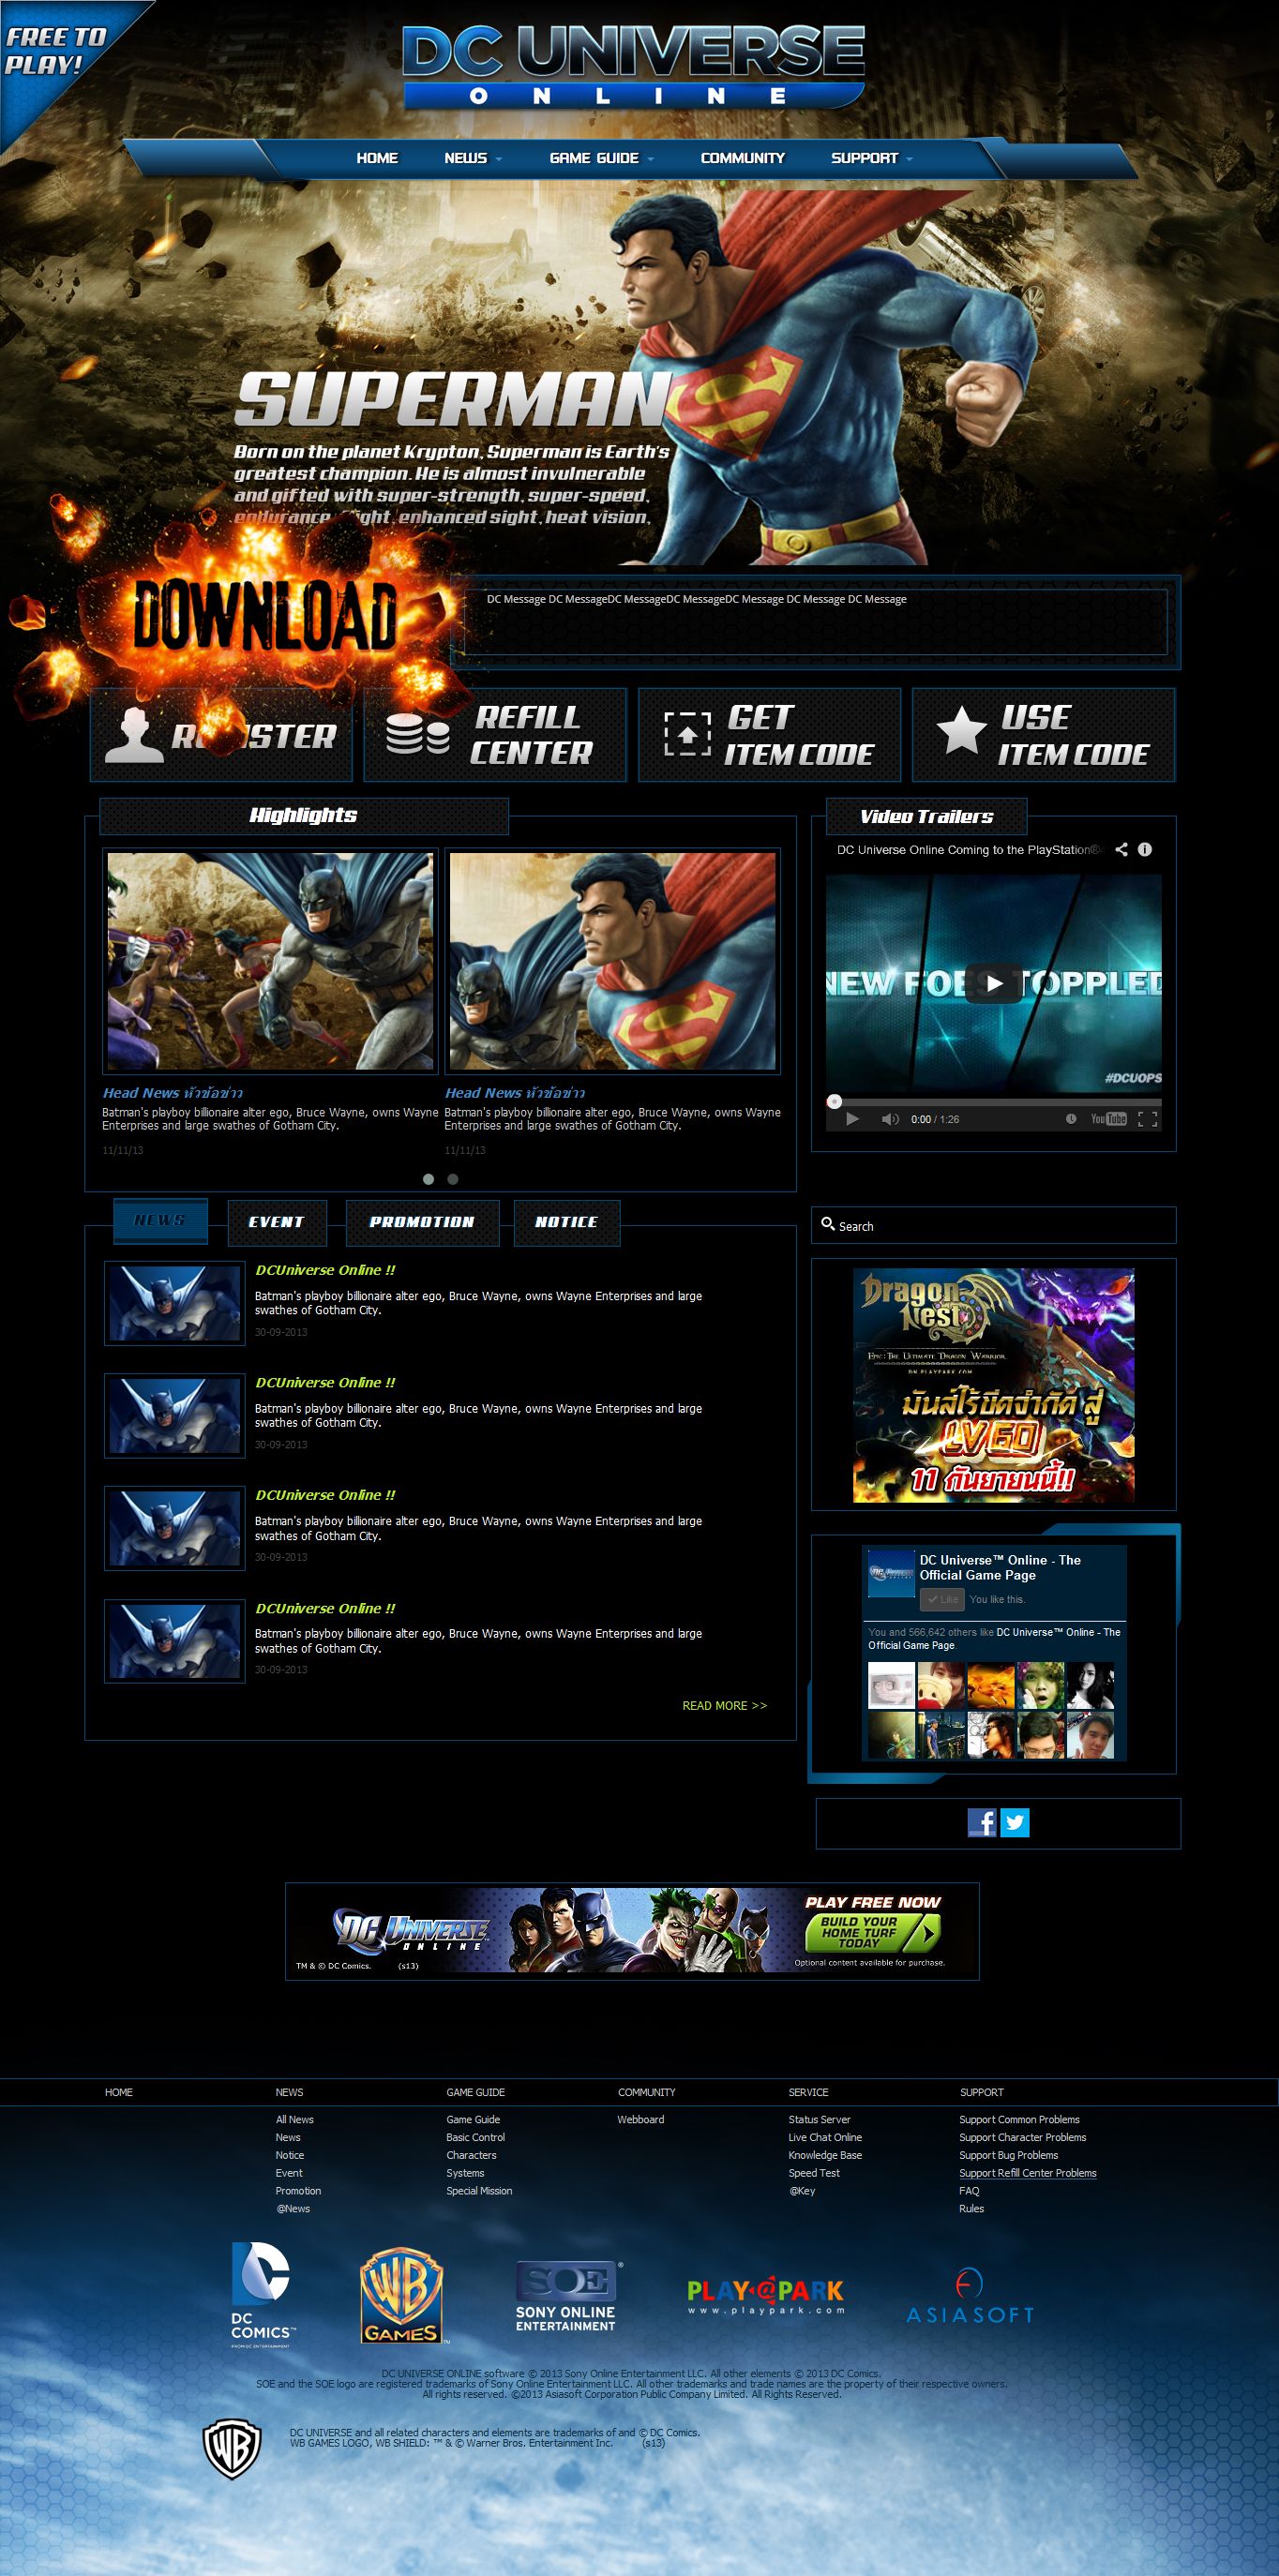 FREE TO
PLAY!
DC UNIVERSE
ONLINE
HOME
NEWS
GAME GUIDE
COMMUNITY
SUPPORT
SUPERMAN
Born on the planet Krypton, Superman is Earth's
greatest champion. He is almost invulnerable
and gifted with super-strength, super-speed,
endurance, flight, enhanced sight, heat vision,
DOWNLOAD
DC Message DC MessageDC MessageDC MessageDC Message DC Message DC Message
REGISTER
REFILL
CENTER
GET
ITEM CODE
USE
ITEM CODE
Highlights
Head News หัวข้อข่าว
Batman's playboy billionaire alter ego, Bruce Wayne, owns Wayne
Enterprises and large swathes of Gotham City.
11/11/13
Head News หัวข้อข่าว
Batman's playboy billionaire alter ego, Bruce Wayne, owns Wayne
Enterprises and large swathes of Gotham City.
11/11/13
Video Trailers
DC Universe Online Coming to the PlayStation®
NEW FOES TOPPLED
#DCUOPS
0:00 / 1:26
YouTube
NEWS
EVENT
PROMOTION
NOTICE
DCUniverse Online !!
Batman's playboy billionaire alter ego, Bruce Wayne, owns Wayne Enterprises and large
swathes of Gotham City.
30-09-2013
DCUniverse Online !!
Batman's playboy billionaire alter ego, Bruce Wayne, owns Wayne Enterprises and large
swathes of Gotham City.
30-09-2013
DCUniverse Online !!
Batman's playboy billionaire alter ego, Bruce Wayne, owns Wayne Enterprises and large
swathes of Gotham City.
30-09-2013
DCUniverse Online !!
Batman's playboy billionaire alter ego, Bruce Wayne, owns Wayne Enterprises and large
swathes of Gotham City.
30-09-2013
READ MORE >>
Search
Dragon
Nest
EPIC: THE ULTIMATE DRAGON WARRIOR
DN.PLAYPARK.COM
มันส์ไร้ขีดจำกัด สู่
LV 60
11 กันยายนนี้!!
DC Universe™ Online - The
Official Game Page
Like
You like this.
You and 566,642 others like DC Universe™ Online - The
Official Game Page.
DC UNIVERSE
ONLINE
TM & © DC Comics. (s13)
PLAY FREE NOW
BUILD YOUR
HOME TURF
TODAY
Optional content available for purchase.
HOME
NEWS
All News
News
Notice
Event
Promotion
@News
GAME GUIDE
Game Guide
Basic Control
Characters
Systems
Special Mission
COMMUNITY
Webboard
SERVICE
Status Server
Live Chat Online
Knowledge Base
Speed Test
@Key
SUPPORT
Support Common Problems
Support Character Problems
Support Bug Problems
Support Refill Center Problems
FAQ
Rules
DC
COMICS™
WB
GAMES™
SOE®
SONY ONLINE
ENTERTAINMENT
PLAY@PARK
www.playpark.com
ASIASOFT
DC UNIVERSE ONLINE software © 2013 Sony Online Entertainment LLC. All other elements © 2013 DC Comics.
SOE and the SOE logo are registered trademarks of Sony Online Entertainment LLC. All other trademarks and trade names are the property of their respective owners.
All rights reserved. ©2013 Asiasoft Corporation Public Company Limited. All Rights Reserved.
WB
DC UNIVERSE and all related characters and elements are trademarks of and © DC Comics.
WB GAMES LOGO, WB SHIELD: ™ & © Warner Bros. Entertainment Inc. (s13)